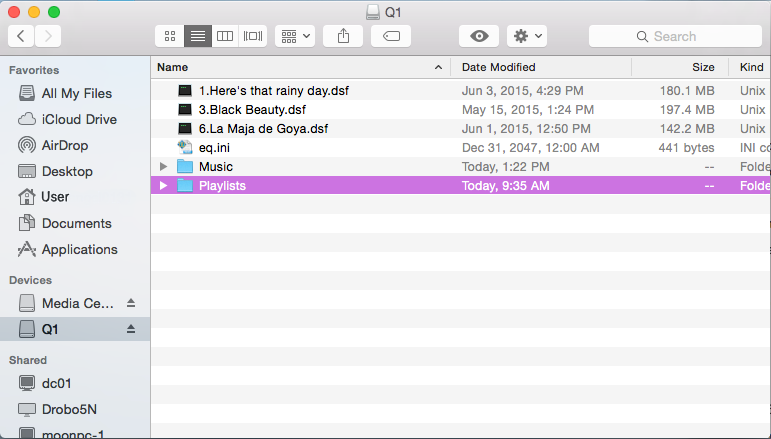 Q1
Search
Favorites
All My Files
iCloud Drive
AirDrop
Desktop
User
Documents
Applications
Devices
Media Ce...
Q1
Shared
dc01
Drobo5N
moonpc-1
Name Date Modified Size Kind
1.Here's that rainy day.dsf Jun 3, 2015, 4:29 PM 180.1 MB Unix
3.Black Beauty.dsf May 15, 2015, 1:24 PM 197.4 MB Unix
6.La Maja de Goya.dsf Jun 1, 2015, 12:50 PM 142.2 MB Unix
eq.ini Dec 31, 2047, 12:00 AM 441 bytes INI co
Music Today, 1:22 PM -- Folde
Playlists Today, 9:35 AM -- Folde